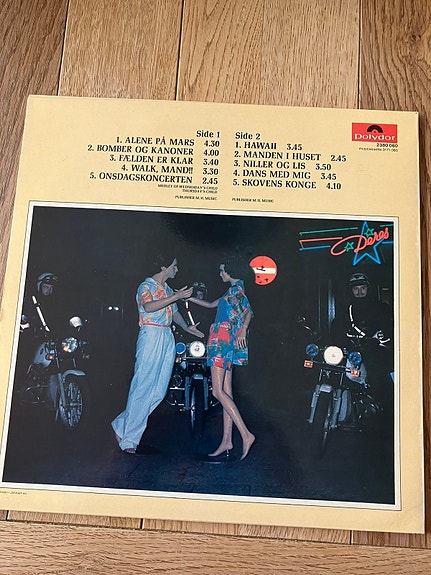 Side 1
1. ALENE PÅ MARS 4.30
2. BOMBER OG KANONER 4.00
3. FÆLDEN ER KLAR 3.40
4. WALK, MAND!! 3.30
5. ONSDAGSKONCERTEN 2.45
MEDLEY OF WEDNESDAY'S CHILD
THURSDAY'S CHILD
PUBLISHER M. H. MUSIC
Side 2
1. HAWAII 3.45
2. MANDEN I HUSET 2.45
3. NILLER OG LIS 3.50
4. DANS MED MIG 3.45
5. SKOVENS KONGE 4.10
PUBLISHER M. H. MUSIC
Polydor
2380 060